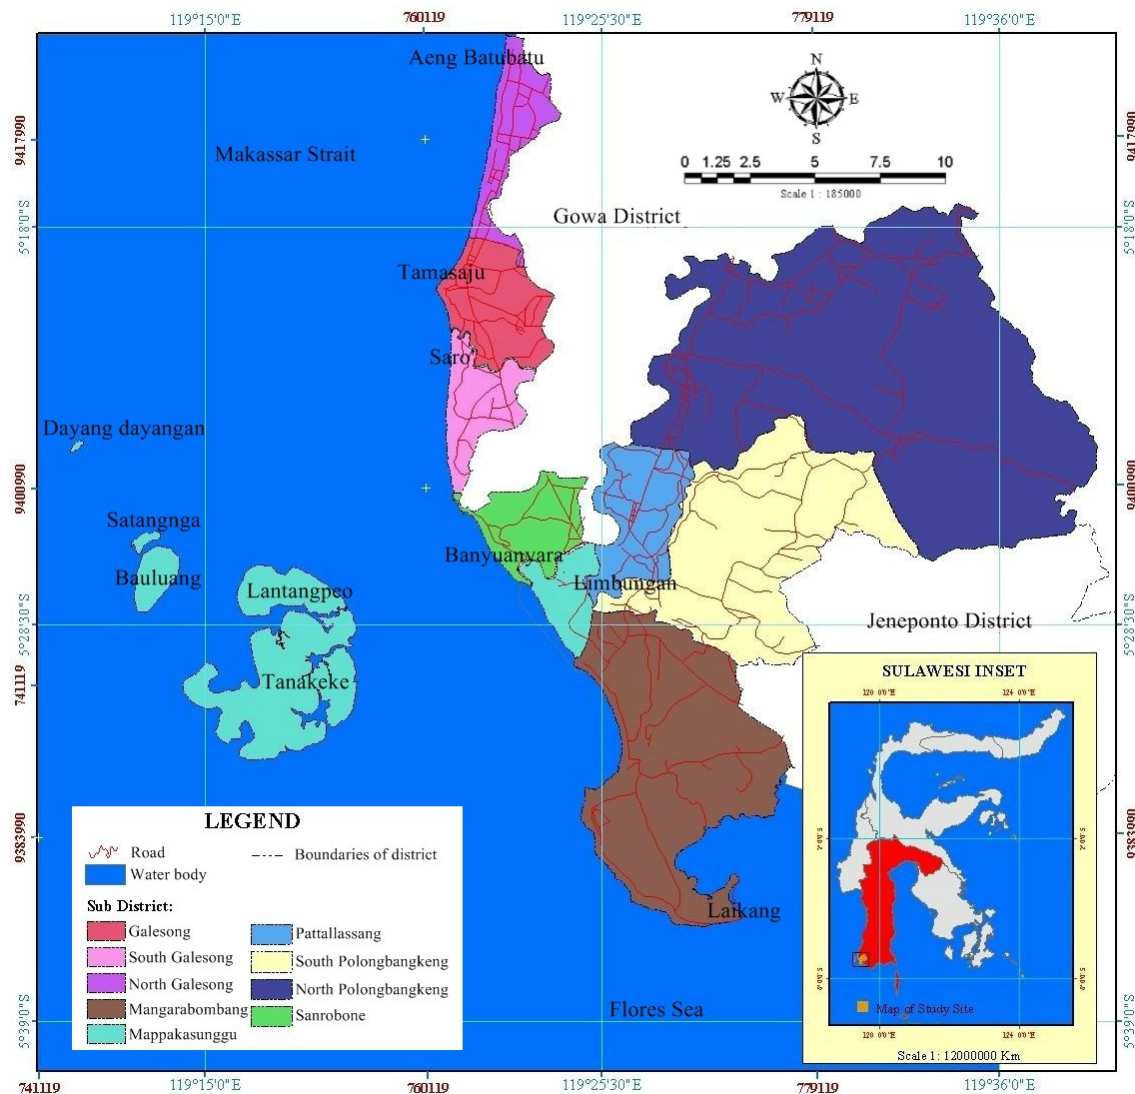 119°15'0"E
760119
119°25'30"E
779119
119°36'0"E
Aeng Batubatu
N
W
E
S
9417990
9417990
Makassar Strait
0 1.25 2.5 5 7.5 10
Scale 1 : 185000
Gowa District
5°18'0"S
5°18'0"S
Tamasaju
Saro'
Dayang dayangan
9400990
9400990
Satangnga
Bauluang
Banyuanyara
Limbungan
Lantangpeo
Jeneponto District
5°28'30"S
5°28'30"S
Tanakeke
741119
SULAWESI INSET
120°0'0"E
124°0'0"E
9383990
9383990
LEGEND
Road
Boundaries of district
Water body
Sub District:
Galesong
Pattallassang
South Galesong
South Polongbangkeng
North Galesong
North Polongbangkeng
Mangarabombang
Sanrobone
Mappakasunggu
Laikang
Flores Sea
Map of Study Site
120°0'0"E
124°0'0"E
Scale 1: 12000000 Km
5°39'0"S
5°39'0"S
741119
119°15'0"E
760119
119°25'30"E
779119
119°36'0"E